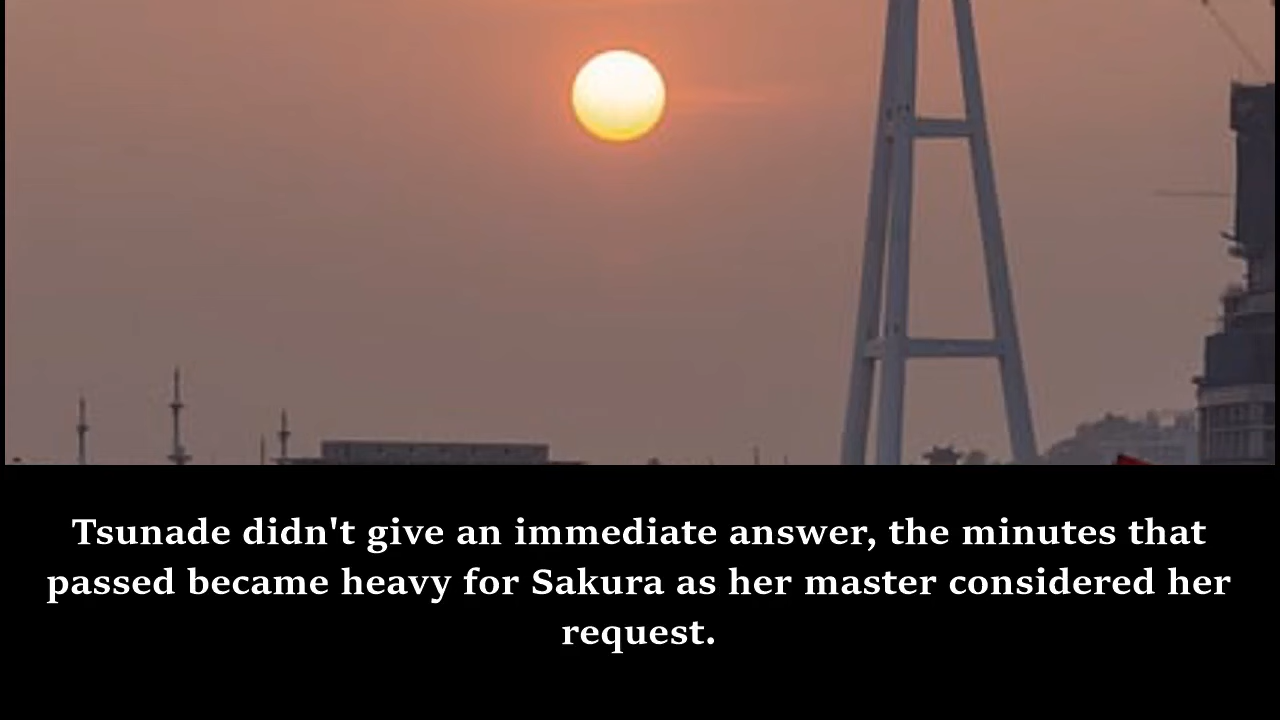 Tsunade didn't give an immediate answer, the minutes that
passed became heavy for Sakura as her master considered her
request.